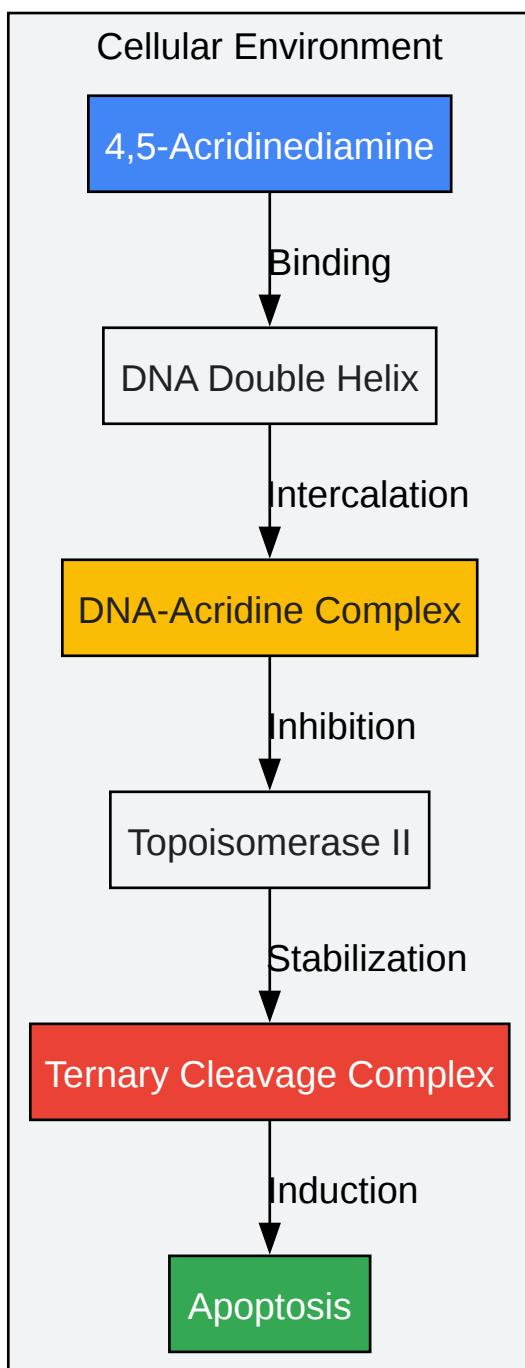 Cellular Environment
4,5-Acridinediamine
Binding
DNA Double Helix
Intercalation
DNA-Acridine Complex
Inhibition
Topoisomerase II
Stabilization
Ternary Cleavage Complex
Induction
Apoptosis